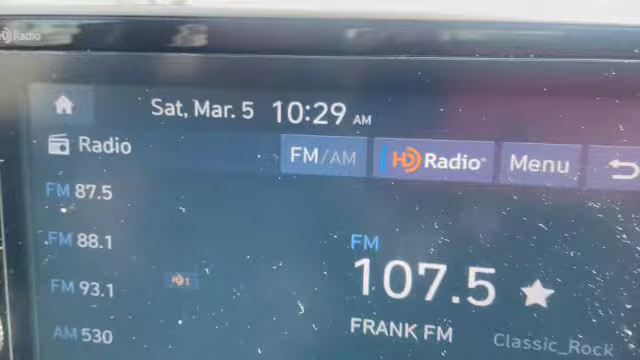 HD Radio
Sat, Mar. 5 10:29 AM
Radio
FM/AM HD Radio Menu
FM 87.5
FM 88.1
FM 93.1 HD1
AM 530
FM
107.5
FRANK FM
Classic_Rock